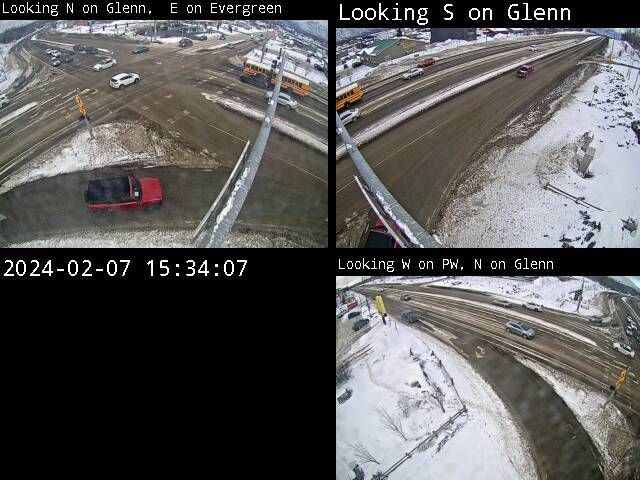 Looking N on Glenn,  E on Evergreen
Looking S on Glenn
2024-02-07 15:34:07
Looking W on PW, N on Glenn